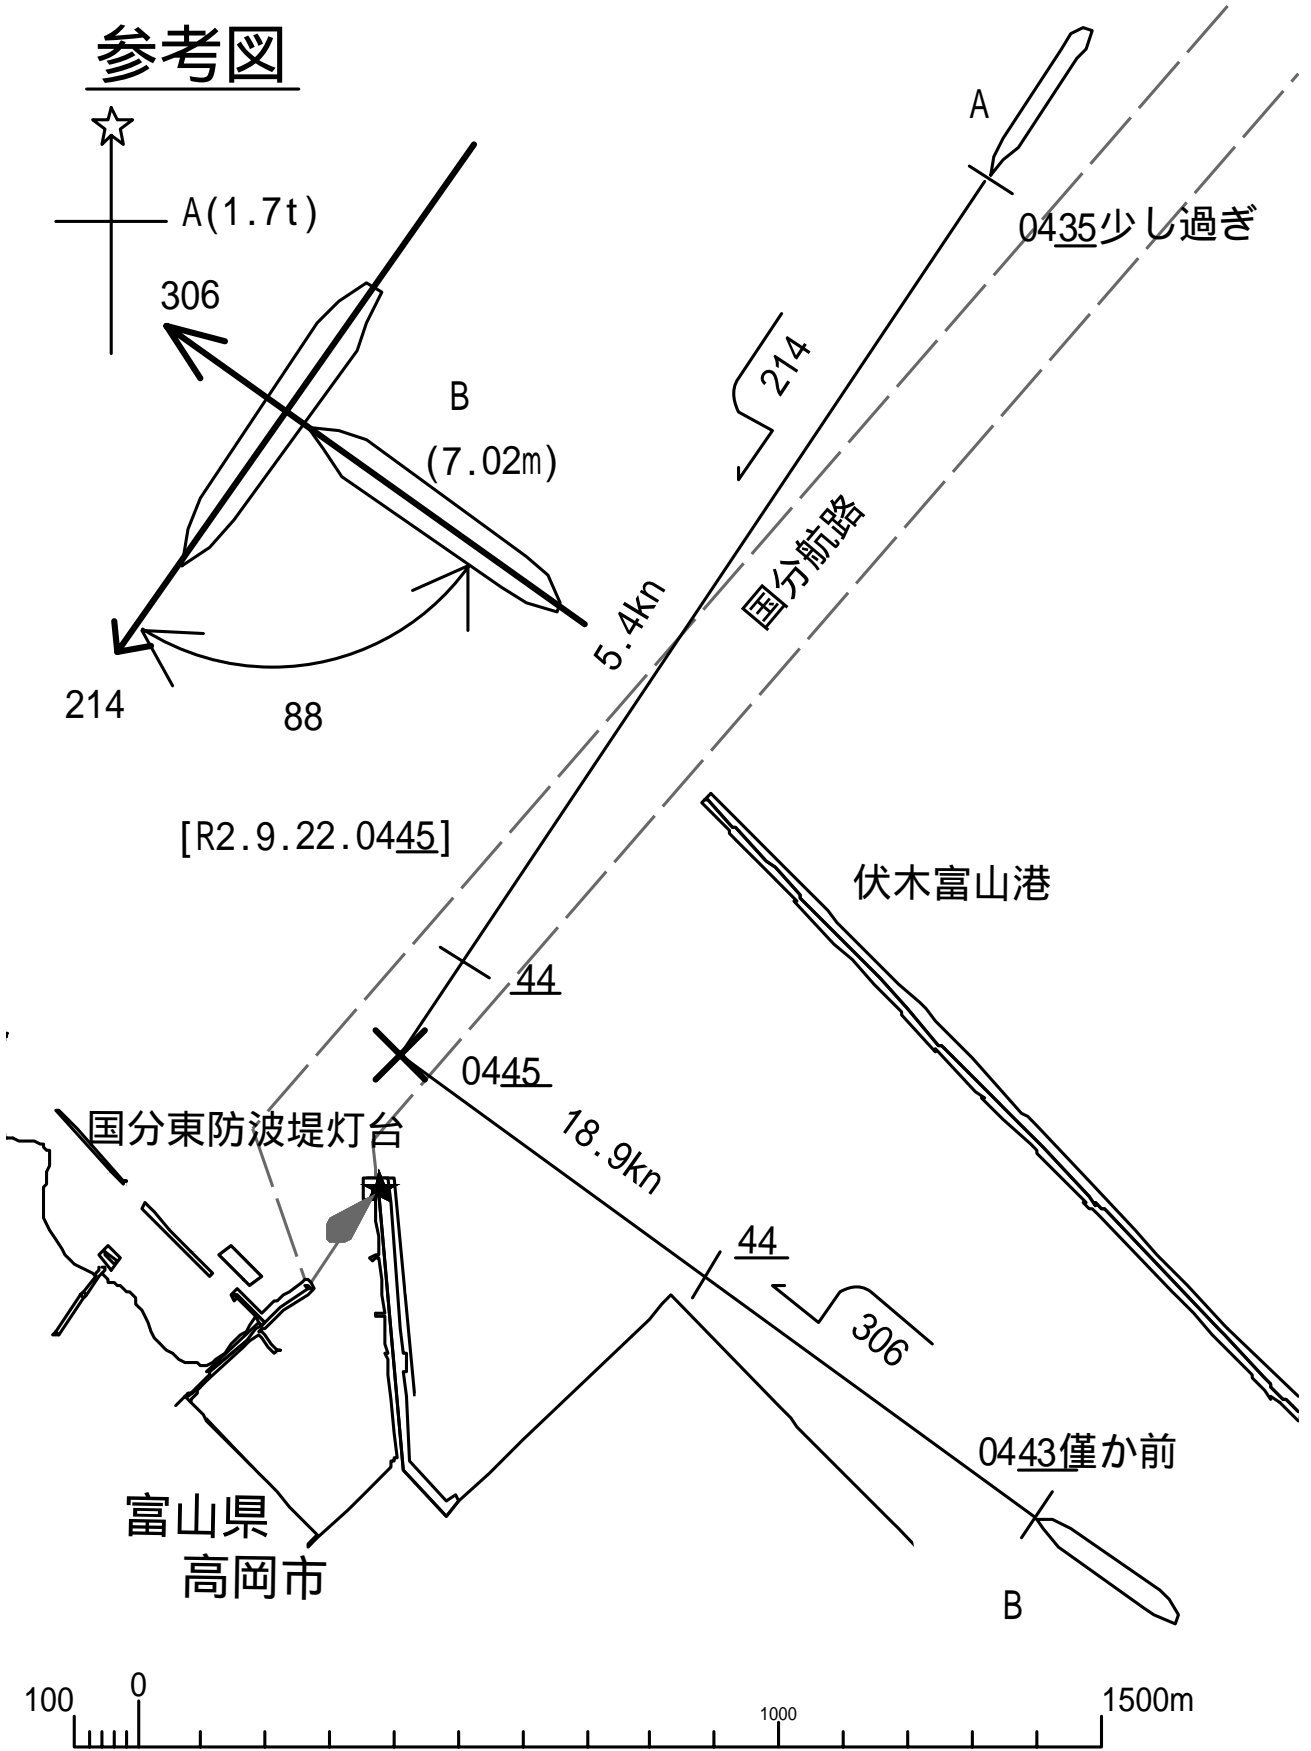 参考図
A
A(1.7t)
0435少し過ぎ
306
214
B
(7.02m)
国分航路
5.4kn
214
88
[R2.9.22.0445]
伏木富山港
44
0445
国分東防波堤灯台
18.9kn
44
306
0443僅か前
富山県
高岡市
B
100
0
1000
1500m